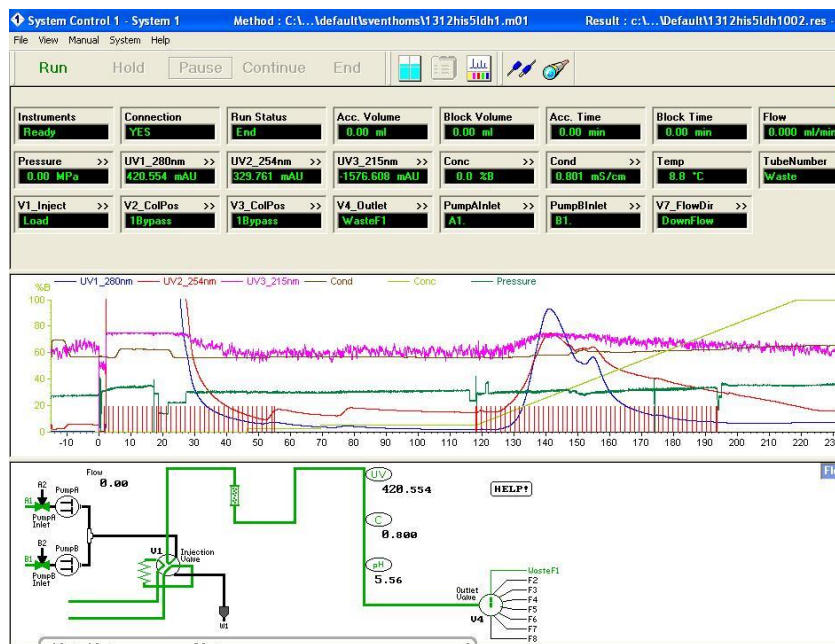 System Control 1 - System 1 Method : C:\...\default\sventhoms\1312his5ldh1.m01 Result : c:\...\Default\1312his5ldh1002.res -
File View Manual System Help
Run Hold Pause Continue End
Instruments Connection Run Status Acc. Volume Block Volume Acc. Time Block Time Flow
Ready YES End 0.00 ml 0.00 ml 0.00 min 0.00 min 0.000 ml/min
Pressure >> UV1_280nm >> UV2_254nm >> UV3_215nm >> Conc >> Cond >> Temp >> TubeNumber
0.00 MPa 420.554 mAU 329.761 mAU -1576.608 mAU 0.0 %B 0.801 mS/cm 8.8 °C Waste
V1_Inject >> V2_ColPos >> V3_ColPos >> V4_Outlet >> PumpAInlet >> PumpBInlet >> V7_FlowDir >>
Load 1Bypass 1Bypass WasteF1 A1. B1. DownFlow
UV1_280nm UV2_254nm UV3_215nm Cond Conc Pressure
%B
100
80
60
40
20
0
-10 0 10 20 30 40 50 60 70 80 90 100 110 120 130 140 150 160 170 180 190 200 210 220
Flow
0.00
A2
PumpA
A1
PumpA
Inlet
B2
PumpB
B1
PumpB
Inlet
V1
Injection
Valve
W1
UV
420.554
C
0.800
pH
5.56
HELP!
Outlet
Valve
V4
WasteF1
F2
F3
F4
F5
F6
F7
F8